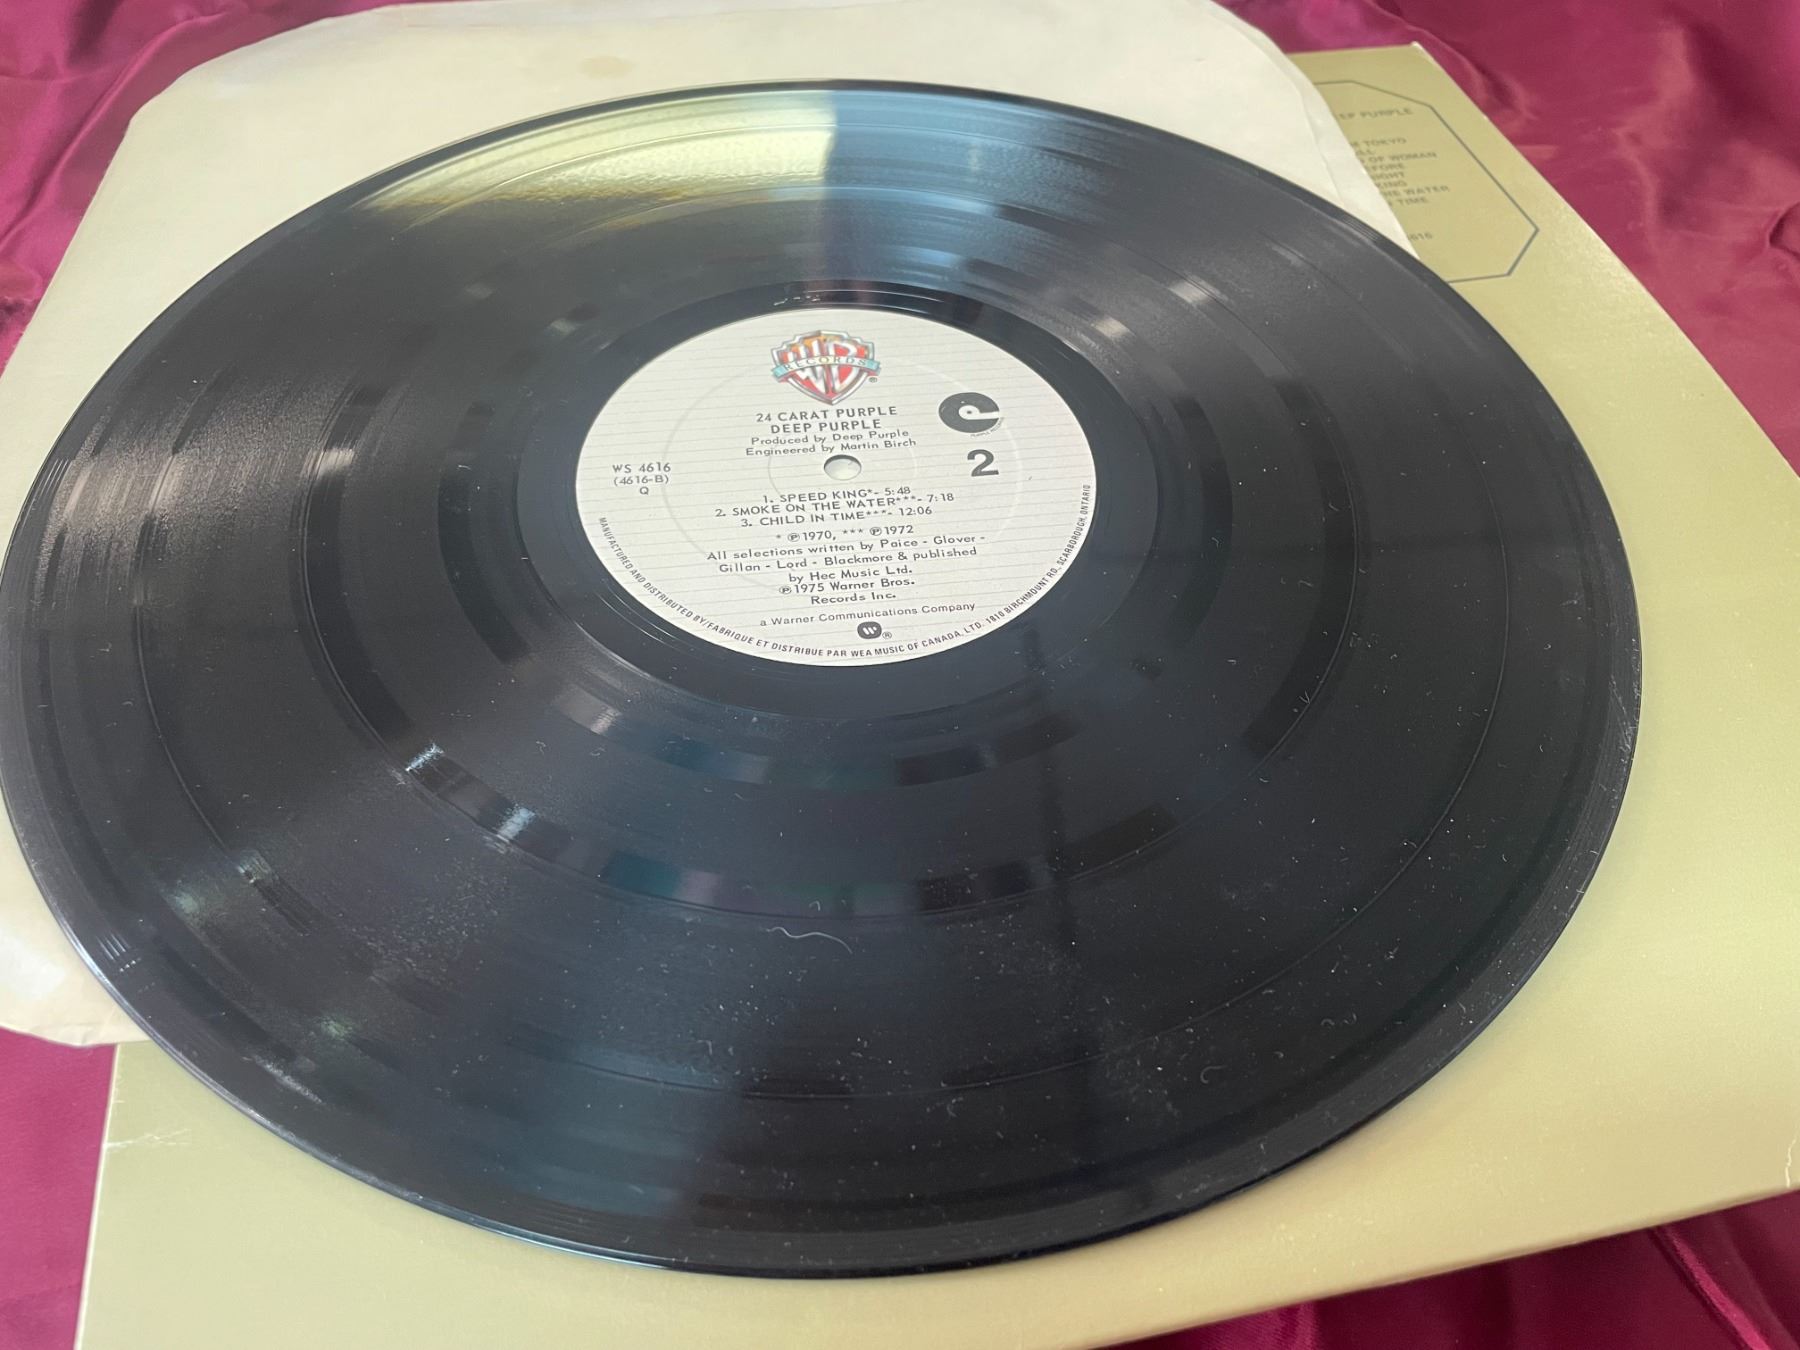 EP PURPLE
TOKYO
OF WOMAN
THE WATER
TIME
WB
RECORDS
®
24 CARAT PURPLE
DEEP PURPLE
Produced by Deep Purple
Engineered by Martin Birch
WS 4616
(4616-B)
Q
2
1. SPEED KING*- 5:48
2. SMOKE ON THE WATER***- 7:18
3. CHILD IN TIME***- 12:06
* ℗ 1970, *** ℗ 1972
All selections written by Paice - Glover -
Gillan - Lord - Blackmore & published
by Hec Music Ltd.
℗ 1975 Warner Bros.
Records Inc.
a Warner Communications Company
®
MANUFACTURED AND DISTRIBUTED BY/FABRIQUE ET DISTRIBUE PAR WEA MUSIC OF CANADA, LTD. 1810 BIRCHMOUNT RD., SCARBOROUGH, ONTARIO